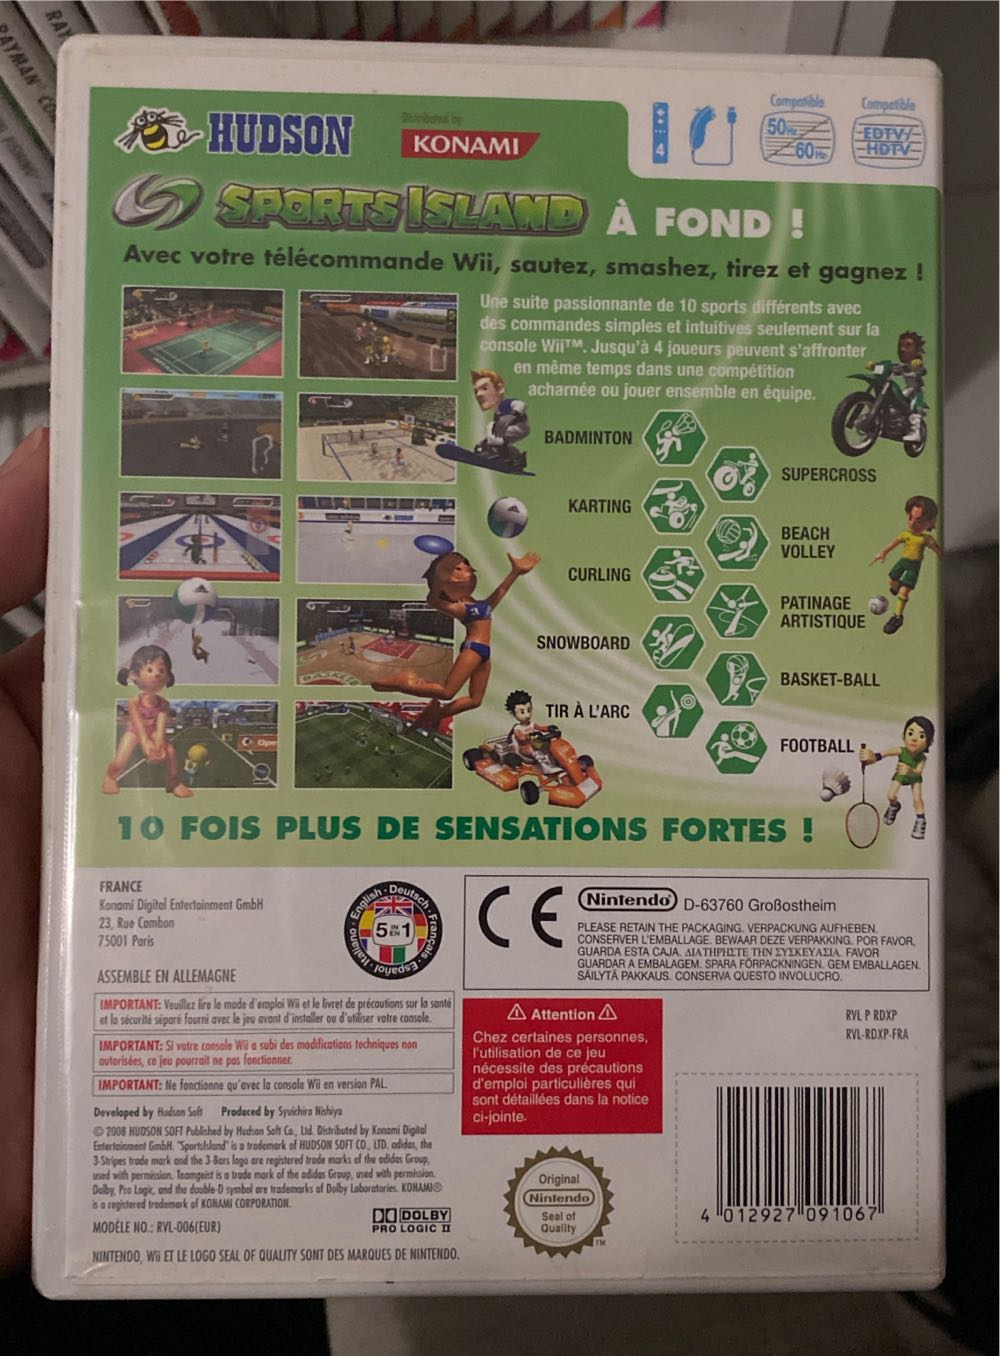 RAY
RAYMAN
HUDSON
Distributed by
KONAMI
4
Compatible
50Hz
60Hz
Compatible
EDTV/
HDTV
SPORTS ISLAND À FOND !
Avec votre télécommande Wii, sautez, smashez, tirez et gagnez !
Une suite passionnante de 10 sports différents avec
des commandes simples et intuitives seulement sur la
console Wii™. Jusqu'à 4 joueurs peuvent s'affronter
en même temps dans une compétition
acharnée ou jouer ensemble en équipe.
BADMINTON
SUPERCROSS
KARTING
BEACH
VOLLEY
CURLING
PATINAGE
ARTISTIQUE
SNOWBOARD
BASKET-BALL
TIR À L'ARC
FOOTBALL
10 FOIS PLUS DE SENSATIONS FORTES !
FRANCE
Konami Digital Entertainment GmbH
23, Rue Cambon
75001 Paris
ASSEMBLE EN ALLEMAGNE
English · Deutsch · Français · Español · Italiano
5 IN EN 1
CE
Nintendo D-63760 Großostheim
PLEASE RETAIN THE PACKAGING. VERPACKUNG AUFHEBEN.
CONSERVER L'EMBALLAGE. BEWAAR DEZE VERPAKKING. POR FAVOR,
GUARDA ESTA CAJA. ΔΙΑΤΗΡΗΣΤΕ ΤΗΝ ΣΥΣΚΕΥΑΣΙΑ. FAVOR
GUARDAR A EMBALAGEM. SPARA FÖRPACKNINGEN. GEM EMBALLAGEN.
SÄILYTÄ PAKKAUS. CONSERVA QUESTO INVOLUCRO.
IMPORTANT: Veuillez lire le mode d'emploi Wii et le livret de précautions sur la santé
et la sécurité séparé fourni avec le jeu avant d'installer ou d'utiliser votre console.
IMPORTANT: Si votre console Wii a subi des modifications techniques non
autorisées, ce jeu pourrait ne pas fonctionner.
IMPORTANT: Ne fonctionne qu'avec la console Wii en version PAL.
Attention
Chez certaines personnes,
l'utilisation de ce jeu
nécessite des précautions
d'emploi particulières qui
sont détaillées dans la notice
ci-jointe.
RVL P RDXP
RVL-RDXP-FRA
Developed by Hudson Soft Produced by Syuichiro Nishiya
© 2008 HUDSON SOFT Published by Hudson Soft Co., Ltd. Distributed by Konami Digital
Entertainment GmbH. "SportsIsland" is a trademark of HUDSON SOFT CO., LTD. adidas, the
3-Stripes trade mark and the 3-Bars logo are registered trade marks of the adidas Group,
used with permission. Teamgeist is a trade mark of the adidas Group, used with permission.
Dolby, Pro Logic, and the double-D symbol are trademarks of Dolby Laboratories. KONAMI®
is a registered trademark of KONAMI CORPORATION.
MODÈLE NO.: RVL-006(EUR)
DOLBY
PRO LOGIC II
NINTENDO, Wii ET LE LOGO SEAL OF QUALITY SONT DES MARQUES DE NINTENDO.
Original
Nintendo
Seal of
Quality
TM
4 012927 091067